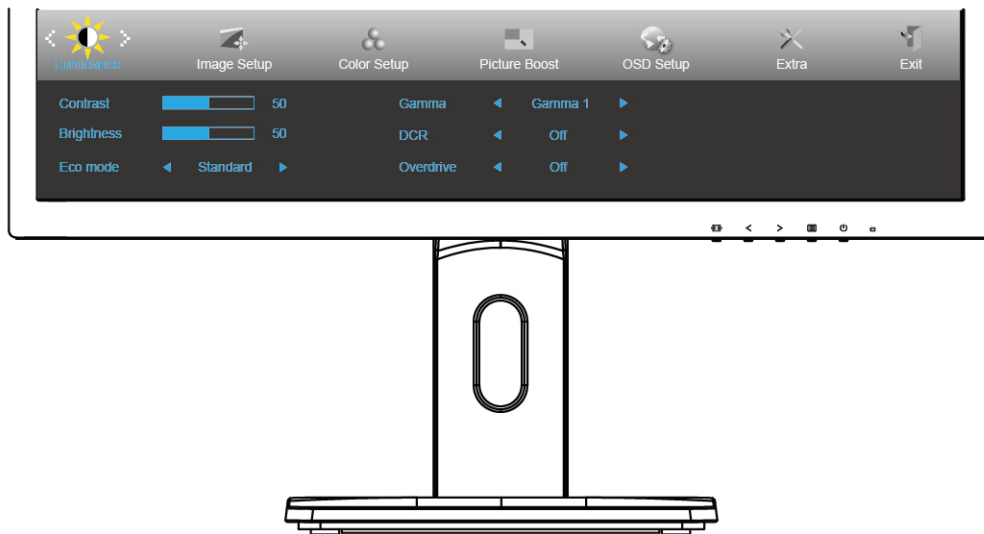 Luminance Image Setup Color Setup Picture Boost OSD Setup Extra Exit
Contrast 50 Gamma Gamma 1
Brightness 50 DCR Off
Eco mode Standard Overdrive Off